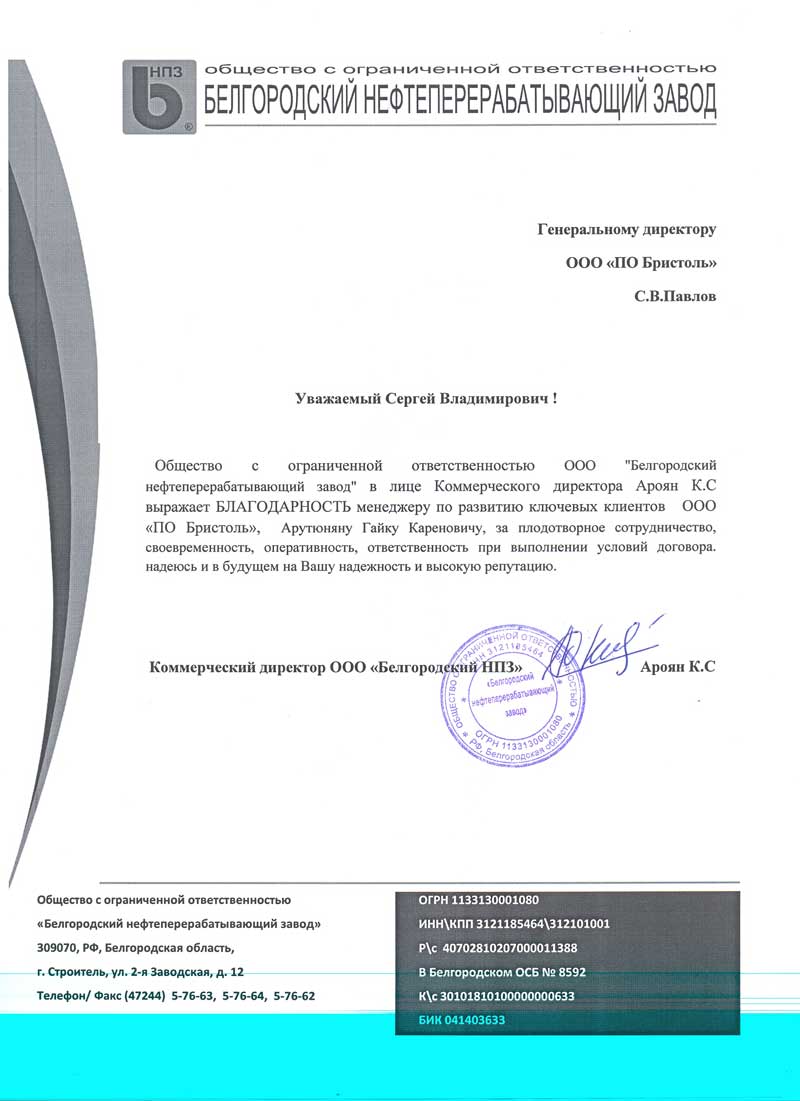 НПЗ
®
общество с ограниченной ответственностью
БЕЛГОРОДСКИЙ НЕФТЕПЕРЕРАБАТЫВАЮЩИЙ ЗАВОД
Генеральному директору
ООО «ПО Бристоль»
С.В.Павлов
Уважаемый Сергей Владимирович !
Общество с ограниченной ответственностью ООО "Белгородский
нефтеперерабатывающий завод" в лице Коммерческого директора Ароян К.С
выражает БЛАГОДАРНОСТЬ менеджеру по развитию ключевых клиентов ООО
«ПО Бристоль», Арутюняну Гайку Кареновичу, за плодотворное сотрудничество,
своевременность, оперативность, ответственность при выполнении условий договора.
надеюсь и в будущем на Вашу надежность и высокую репутацию.
Коммерческий директор ООО «Белгородский НПЗ» Ароян К.С
ОБЩЕСТВО С ОГРАНИЧЕННОЙ ОТВЕТСТВЕННОСТЬЮ
ИНН 3121185464
«Белгородский
нефтеперерабатывающий
завод»
ОГРН 1133130001080
* РФ, Белгородская область *
Общество с ограниченной ответственностью
«Белгородский нефтеперерабатывающий завод»
309070, РФ, Белгородская область,
г. Строитель, ул. 2-я Заводская, д. 12
Телефон/ Факс (47244) 5-76-63, 5-76-64, 5-76-62
ОГРН 1133130001080
ИНН\КПП 3121185464\312101001
Р\с 40702810207000011388
В Белгородском ОСБ № 8592
К\с 30101810100000000633
БИК 041403633